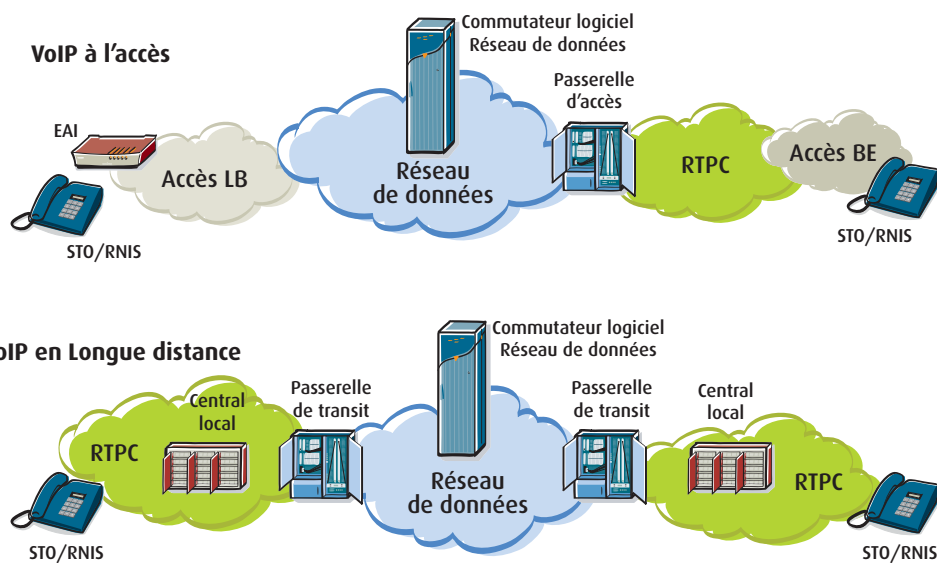 Commutateur logiciel
Réseau de données
VoIP à l'accès
Passerelle
d'accès
EAI
Accès LB
Réseau
de données
RTPC
Accès BE
STO/RNIS
STO/RNIS
Commutateur logiciel
Réseau de données
oIP en Longue distance
Passerelle
de transit
Passerelle
de transit
Central
local
Central
local
RTPC
Réseau
de données
RTPC
STO/RNIS
STO/RNIS